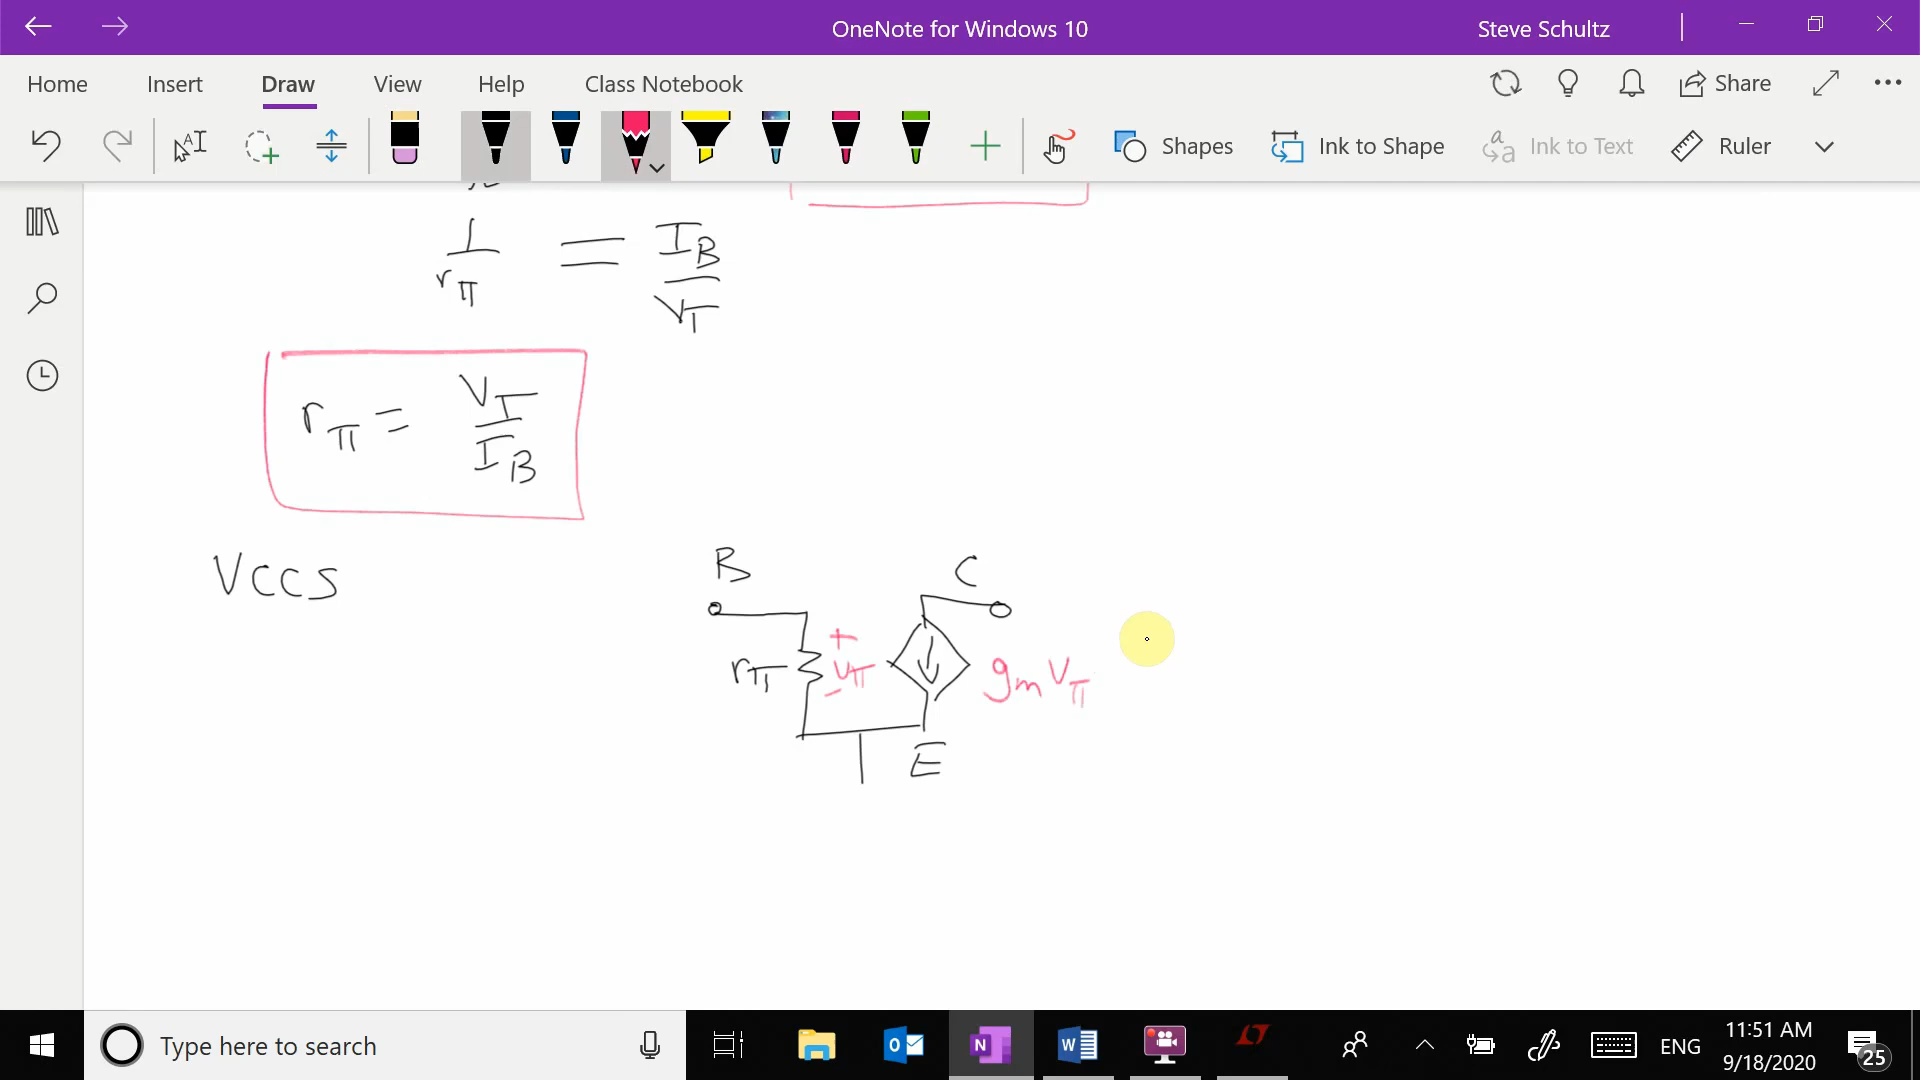 OneNote for Windows 10
Steve Schultz
Home Insert Draw View Help Class Notebook
Share
Shapes Ink to Shape Ink to Text Ruler
1/rπ = IB/VT
rπ = VT/IB
VCCS
B C
rπ + vπ - gm vπ
E
Type here to search
ENG
11:51 AM
9/18/2020
25